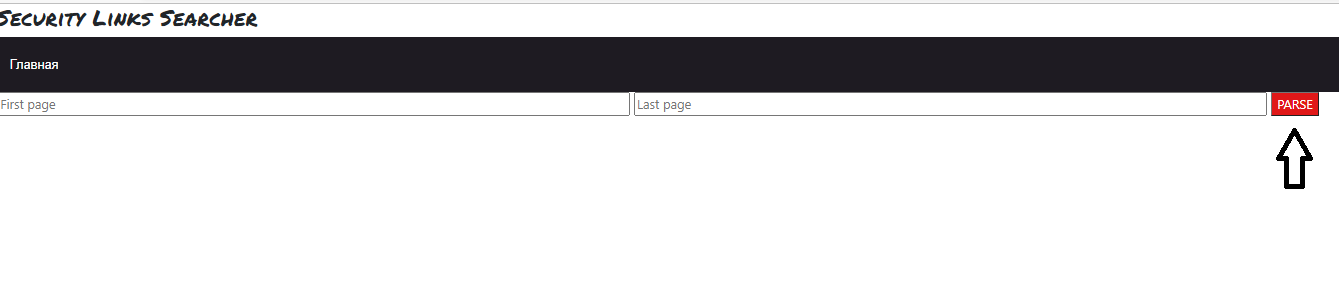 Security Links Searcher
Главная
First page Last page PARSE